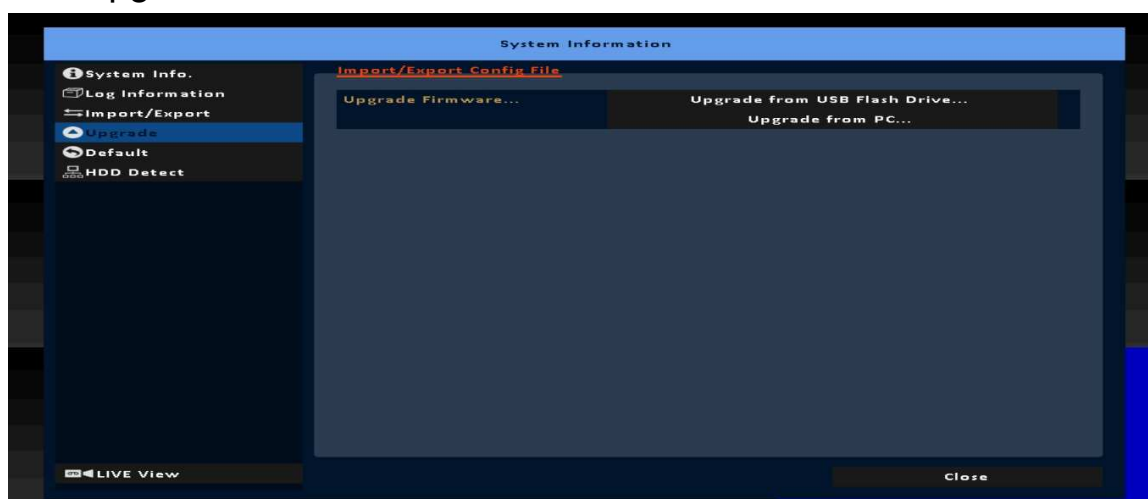 System Information
System Info.
Log Information
Import/Export
Upgrade
Default
HDD Detect
LIVE View
Import/Export Config File
Upgrade Firmware...
Upgrade from USB Flash Drive...
Upgrade from PC...
Close